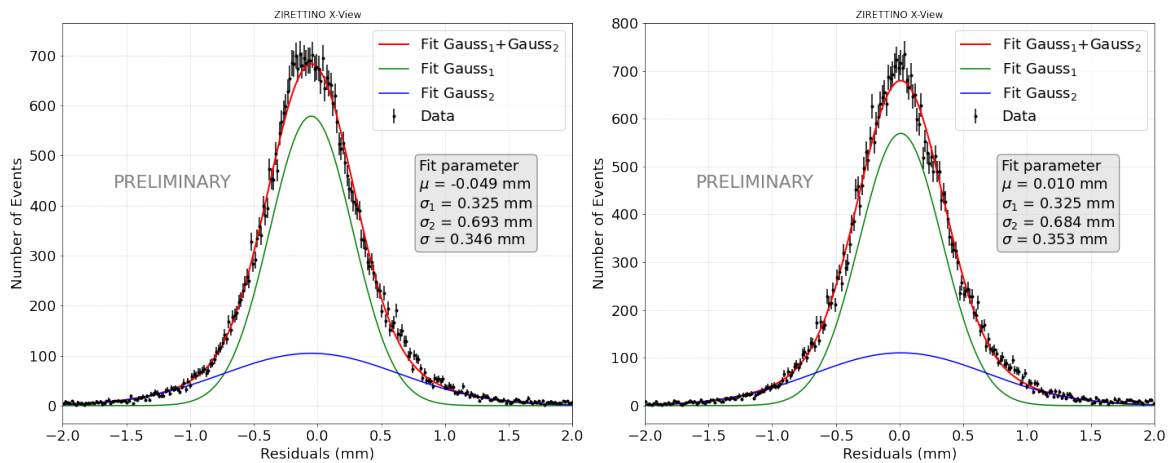 ZIRETTINO X-View
Number of Events
700
600
500
400
300
200
100
0
Fit Gauss₁+Gauss₂
Fit Gauss₁
Fit Gauss₂
Data
PRELIMINARY
Fit parameter
μ = -0.049 mm
σ₁ = 0.325 mm
σ₂ = 0.693 mm
σ = 0.346 mm
−2.0 −1.5 −1.0 −0.5 0.0 0.5 1.0 1.5 2.0
Residuals (mm)
ZIRETTINO X-View
Number of Events
800
700
600
500
400
300
200
100
0
Fit Gauss₁+Gauss₂
Fit Gauss₁
Fit Gauss₂
Data
PRELIMINARY
Fit parameter
μ = 0.010 mm
σ₁ = 0.325 mm
σ₂ = 0.684 mm
σ = 0.353 mm
−2.0 −1.5 −1.0 −0.5 0.0 0.5 1.0 1.5 2.0
Residuals (mm)